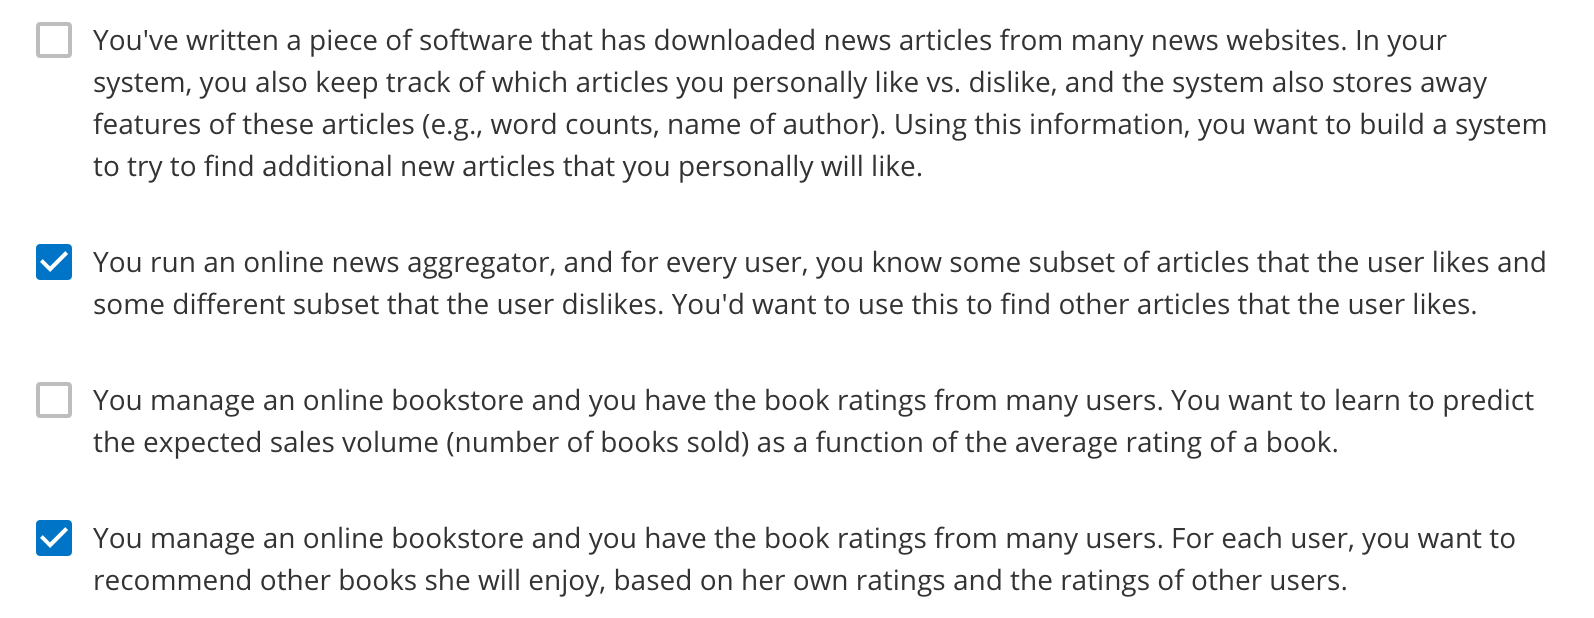 You've written a piece of software that has downloaded news articles from many news websites. In your
system, you also keep track of which articles you personally like vs. dislike, and the system also stores away
features of these articles (e.g., word counts, name of author). Using this information, you want to build a system
to try to find additional new articles that you personally will like.
You run an online news aggregator, and for every user, you know some subset of articles that the user likes and
some different subset that the user dislikes. You'd want to use this to find other articles that the user likes.
You manage an online bookstore and you have the book ratings from many users. You want to learn to predict
the expected sales volume (number of books sold) as a function of the average rating of a book.
You manage an online bookstore and you have the book ratings from many users. For each user, you want to
recommend other books she will enjoy, based on her own ratings and the ratings of other users.